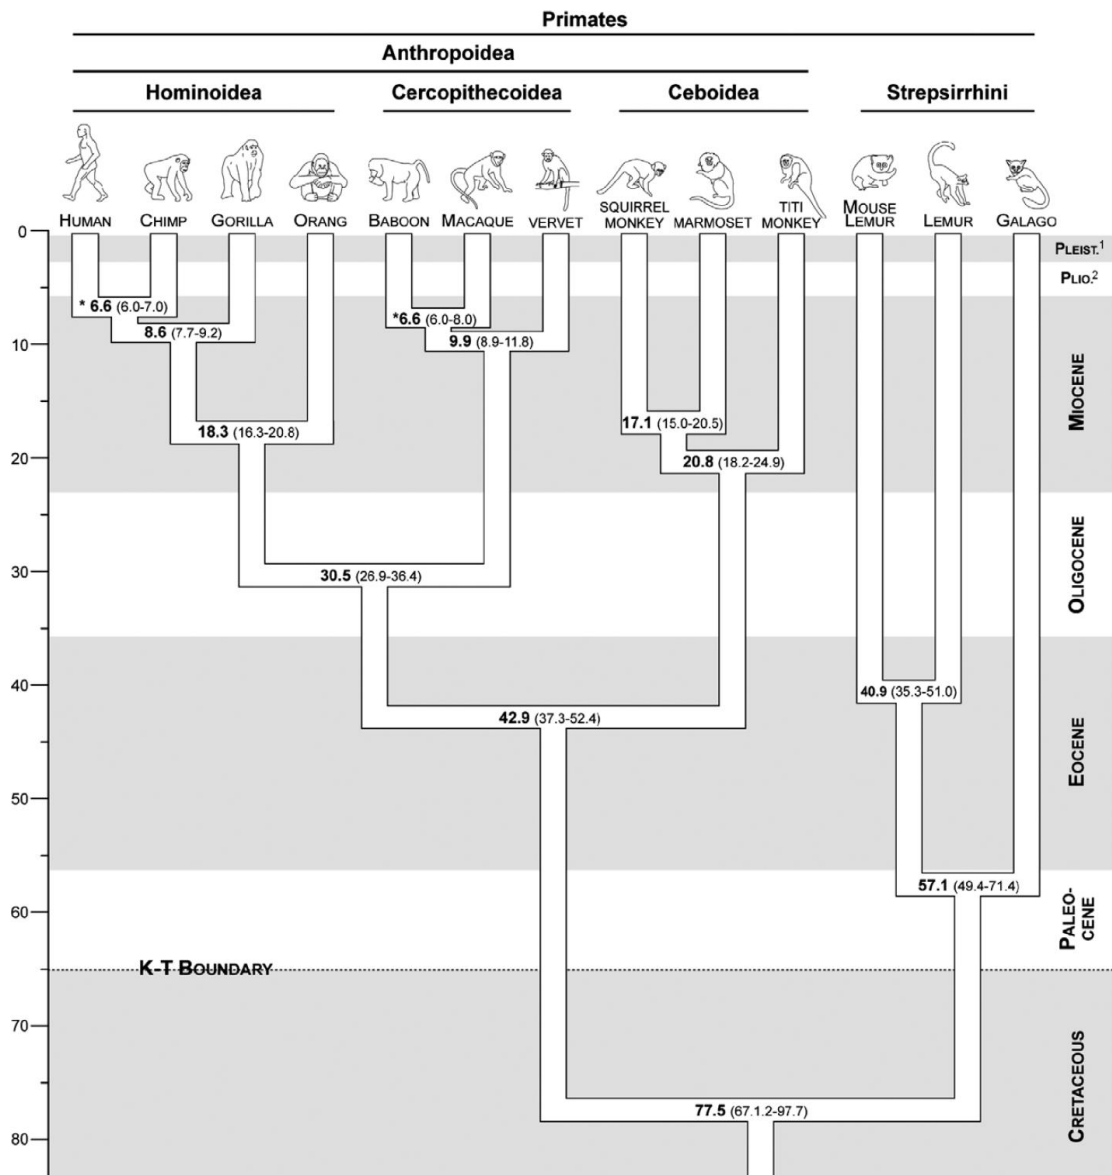 Primates
Anthropoidea
Hominoidea Cercopithecoidea Ceboidea Strepsirrhini
HUMAN CHIMP GORILLA ORANG BABOON MACAQUE VERVET SQUIRREL MONKEY MARMOSET TITI MONKEY MOUSE LEMUR LEMUR GALAGO
0
PLEIST.1
PLIO.2
* 6.6 (6.0-7.0)
*6.6 (6.0-8.0)
8.6 (7.7-9.2)
9.9 (8.9-11.8)
10
MIOCENE
17.1 (15.0-20.5)
18.3 (16.3-20.8)
20.8 (18.2-24.9)
20
OLIGOCENE
30
30.5 (26.9-36.4)
40
40.9 (35.3-51.0)
42.9 (37.3-52.4)
EOCENE
50
57.1 (49.4-71.4)
60
PALEO-
CENE
K-T BOUNDARY
70
CRETACEOUS
77.5 (67.1.2-97.7)
80